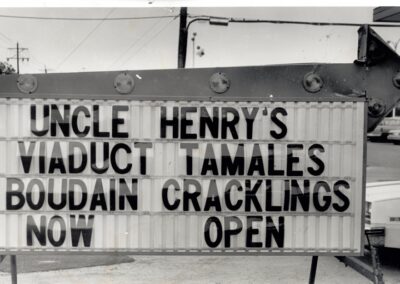 UNCLE HENRY'S
VIADUCT TAMALES
BOUDAIN CRACKLINGS
NOW OPEN